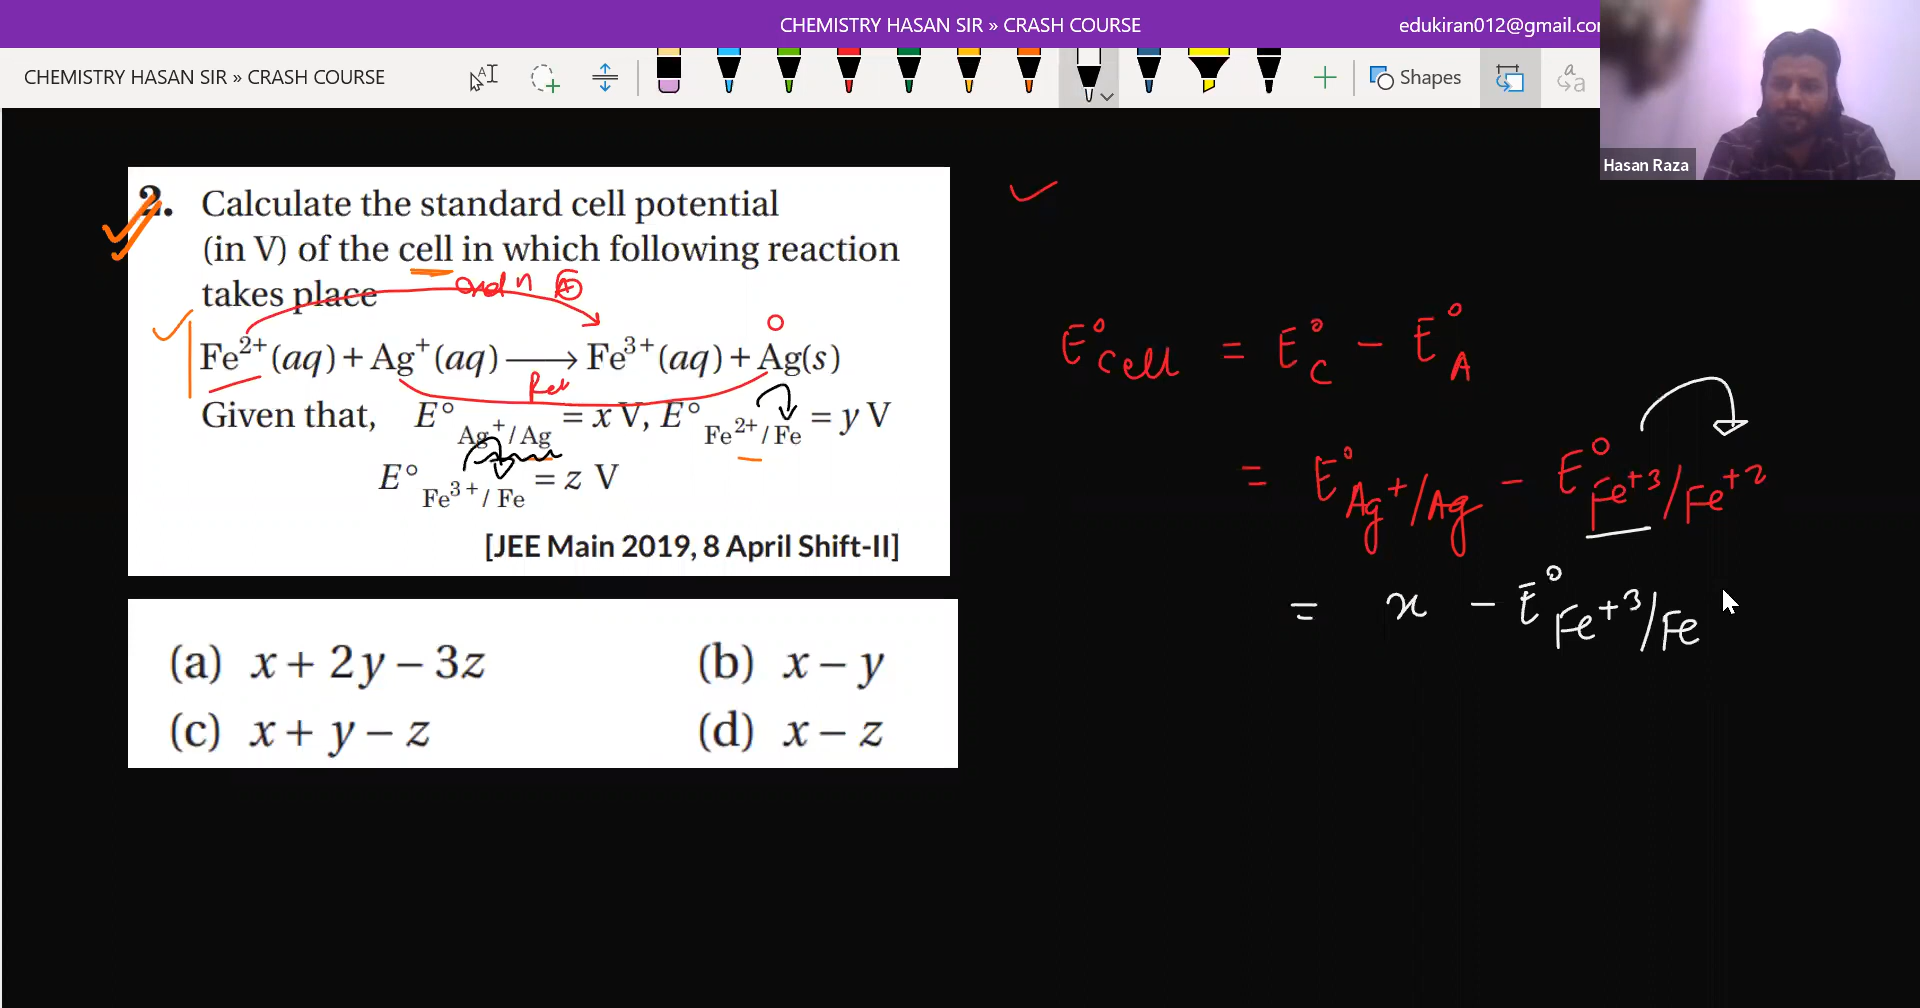 CHEMISTRY HASAN SIR » CRASH COURSE
edukiran012@gmail.co
CHEMISTRY HASAN SIR » CRASH COURSE
Shapes
Hasan Raza
2. Calculate the standard cell potential
(in V) of the cell in which following reaction
takes place
oxdn
Fe²⁺(aq) + Ag⁺(aq) ⟶ Fe³⁺(aq) + Ag(s)
O
Red
Given that, E°Ag⁺/Ag = x V, E°Fe²⁺/Fe = y V
E°Fe³⁺/Fe = z V
[JEE Main 2019, 8 April Shift-II]
(a) x + 2y – 3z (b) x – y
(c) x + y – z (d) x – z
E°Cell = E°C – E°A
= E°Ag⁺/Ag – E°Fe⁺³/Fe⁺²
= x – E°Fe⁺³/Fe